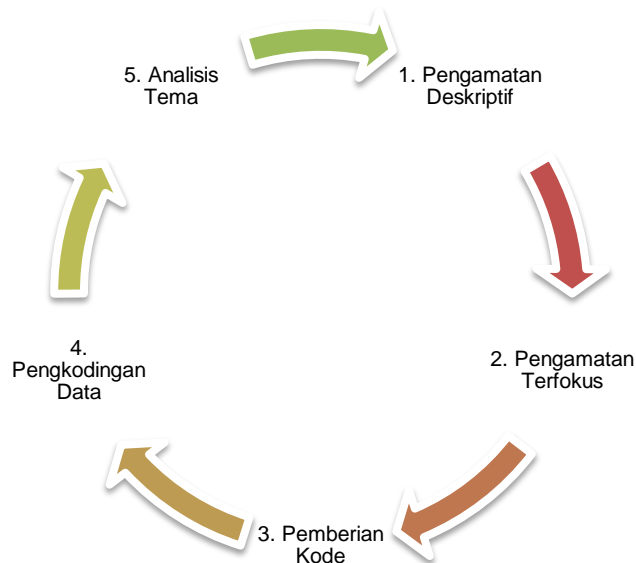 1. Pengamatan
Deskriptif
2. Pengamatan
Terfokus
3. Pemberian
Kode
4.
Pengkodingan
Data
5. Analisis
Tema